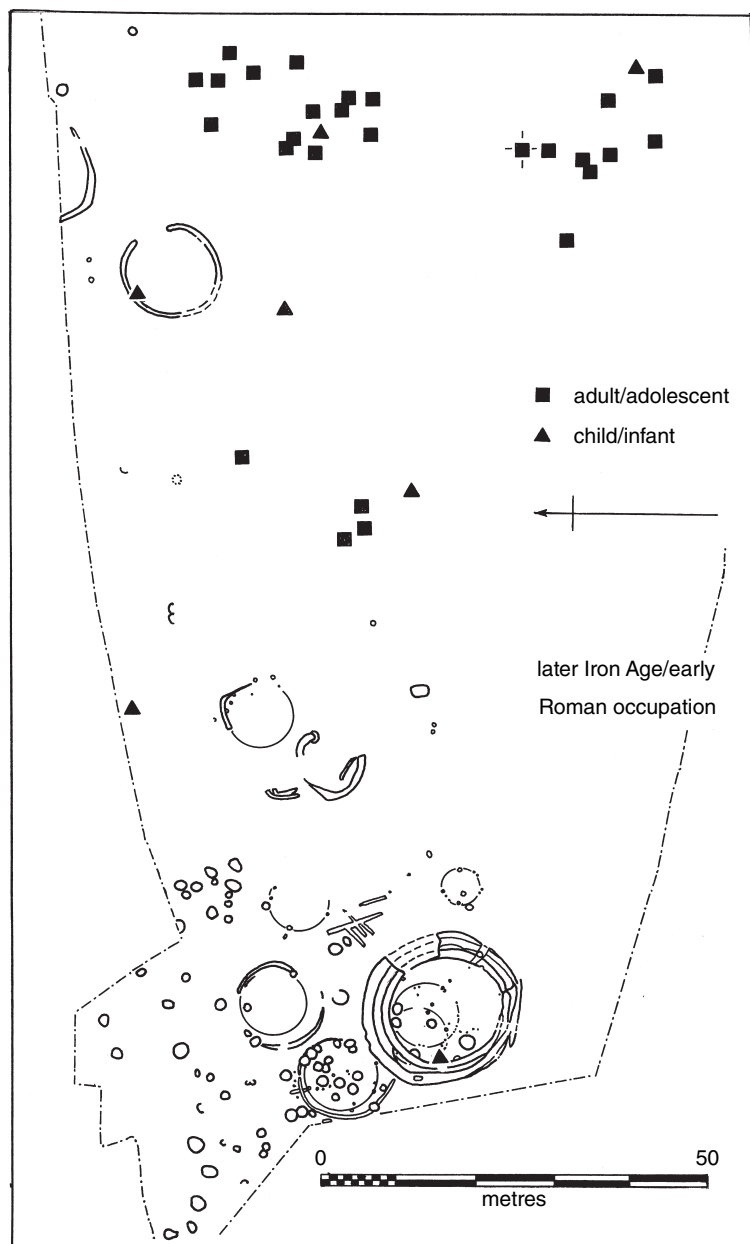 adult/adolescent
child/infant
later Iron Age/early
Roman occupation
0 50
metres